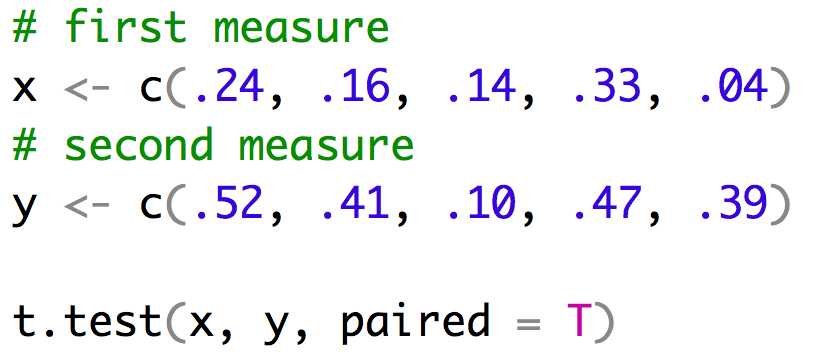 # first measure
x <- c(.24, .16, .14, .33, .04)
# second measure
y <- c(.52, .41, .10, .47, .39)
t.test(x, y, paired = T)